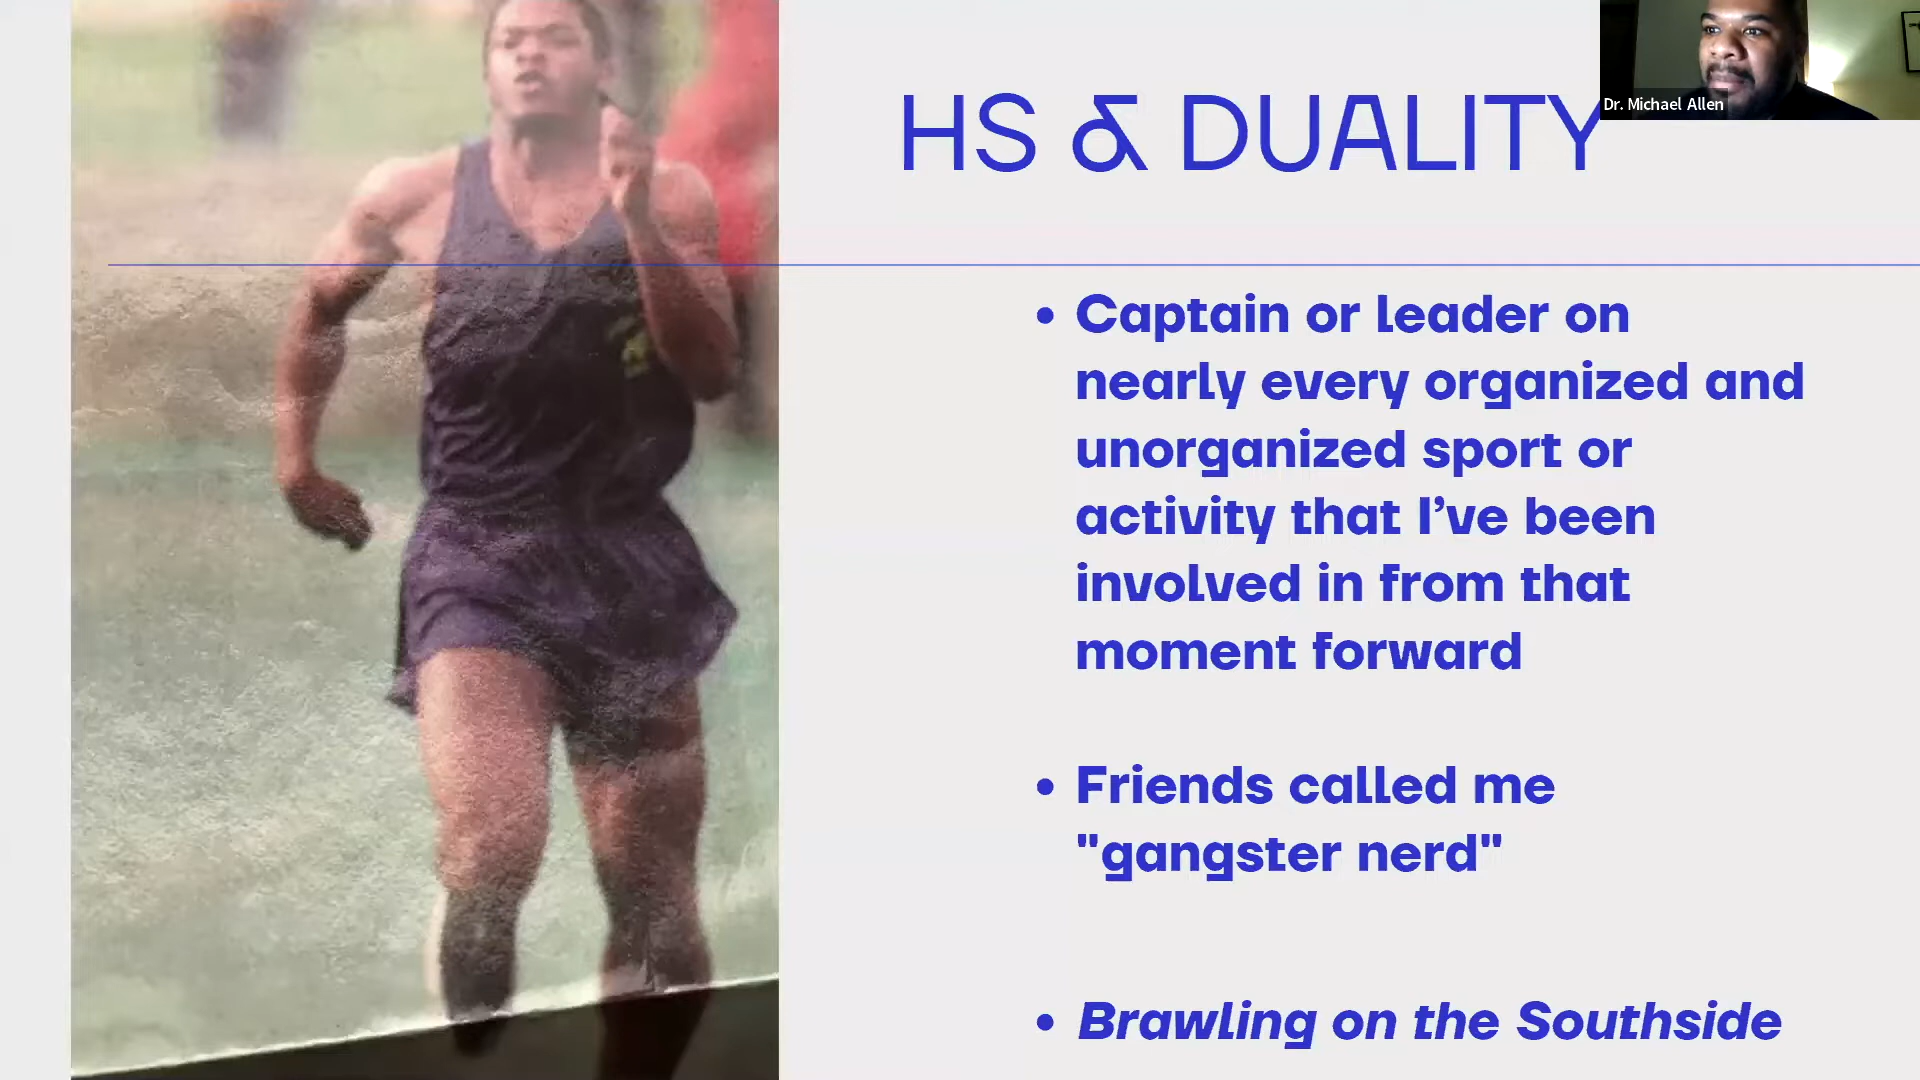 HS & DUALITY
Dr. Michael Allen
• Captain or leader on
nearly every organized and
unorganized sport or
activity that I’ve been
involved in from that
moment forward
• Friends called me
"gangster nerd"
• Brawling on the Southside